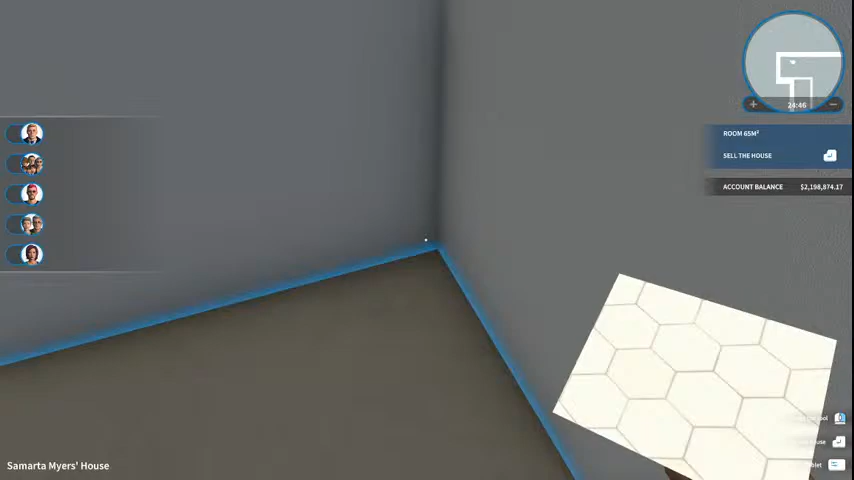 24:46
ROOM 65M²
SELL THE HOUSE
ACCOUNT BALANCE $2,198,874.17
Samarta Myers' House